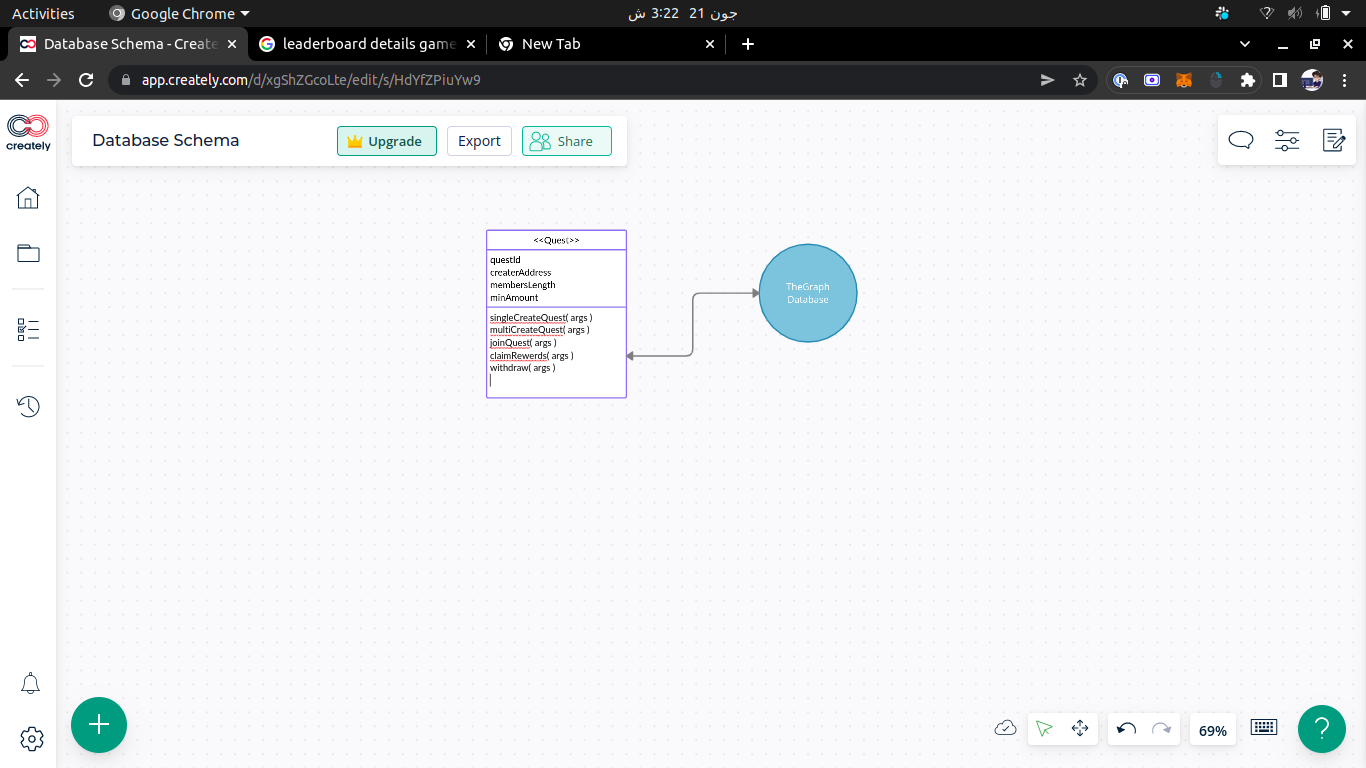 Activities
Google Chrome
جون 21  3:22 ش
Database Schema - Create
leaderboard details game
New Tab
app.creately.com/d/xgShZGcoLte/edit/s/HdYfZPiuYw9
creately
Database Schema
Upgrade
Export
Share
<<Quest>>
questId
createrAddress
membersLength
minAmount
singleCreateQuest( args )
multiCreateQuest( args )
joinQuest( args )
claimRewerds( args )
withdraw( args )
TheGraph
Database
69%
?